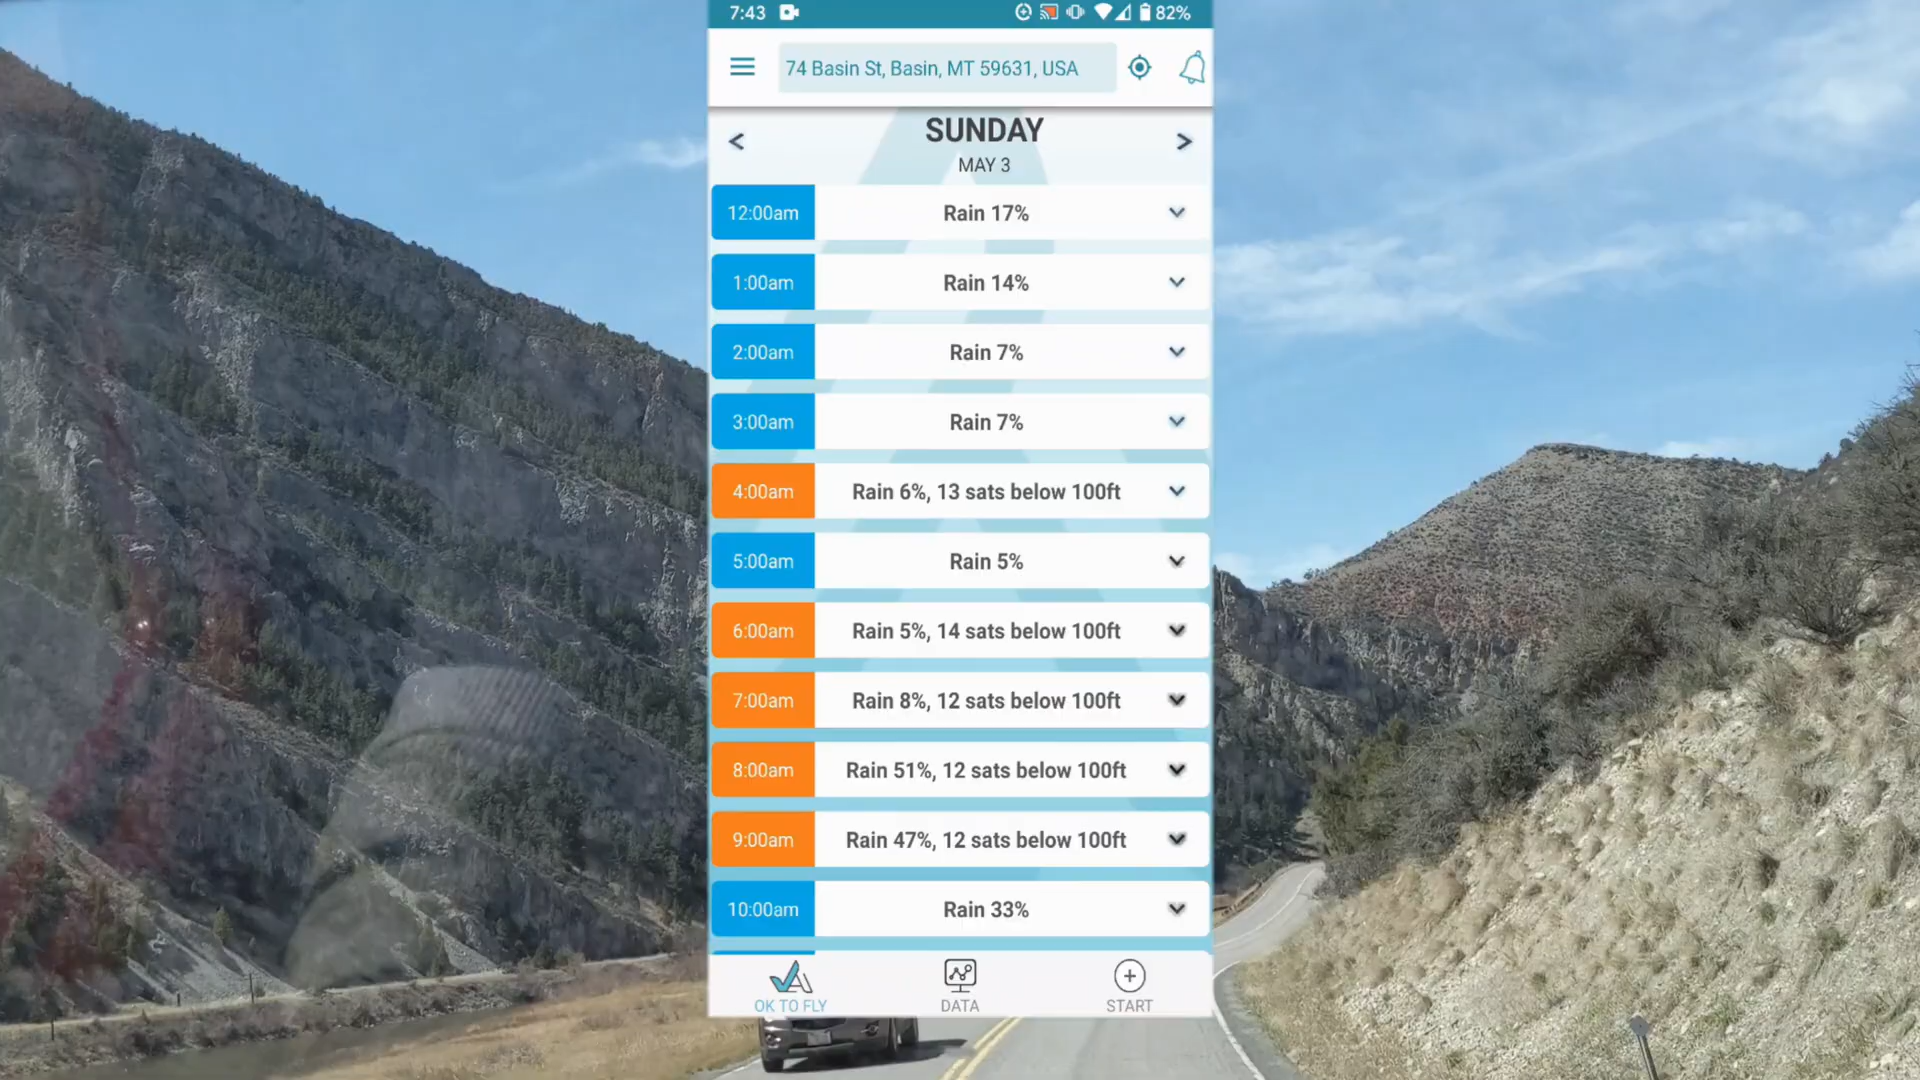 7:43
82%
74 Basin St, Basin, MT 59631, USA
SUNDAY
MAY 3
12:00am Rain 17%
1:00am Rain 14%
2:00am Rain 7%
3:00am Rain 7%
4:00am Rain 6%, 13 sats below 100ft
5:00am Rain 5%
6:00am Rain 5%, 14 sats below 100ft
7:00am Rain 8%, 12 sats below 100ft
8:00am Rain 51%, 12 sats below 100ft
9:00am Rain 47%, 12 sats below 100ft
10:00am Rain 33%
OK TO FLY
DATA
START